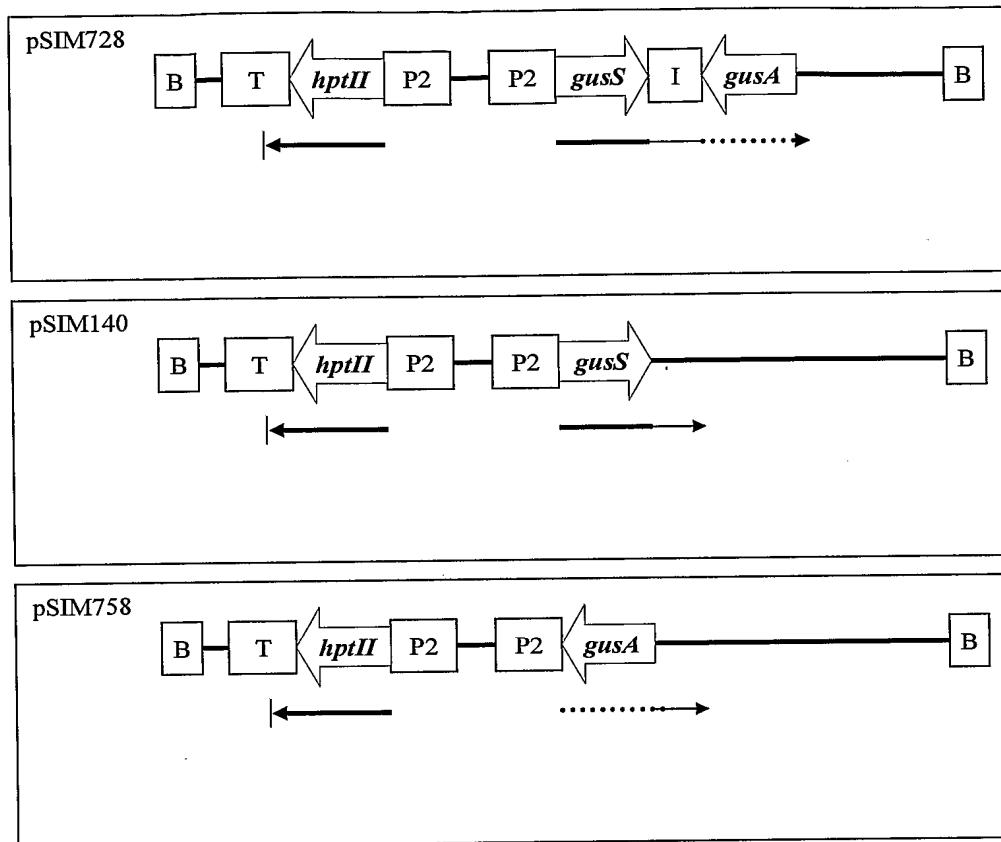 pSIM728
B T hptII P2 P2 gusS I gusA B
pSIM140
B T hptII P2 P2 gusS B
pSIM758
B T hptII P2 P2 gusA B